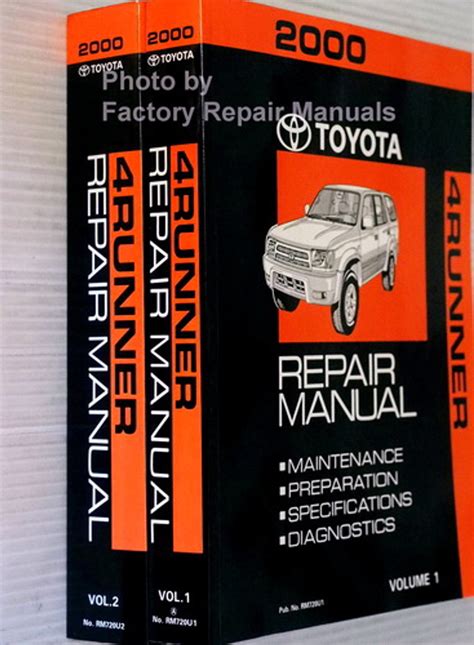 2000
TOYOTA
4RUNNER
REPAIR MANUAL
VOL.2
No. RM720U2
2000
TOYOTA
4RUNNER
REPAIR MANUAL
VOL.1
A
No. RM720U1
Photo by
Factory Repair Manuals
2000
TOYOTA
4RUNNER
REPAIR
MANUAL
MAINTENANCE
PREPARATION
SPECIFICATIONS
DIAGNOSTICS
VOLUME 1
Pub. No. RM720U1